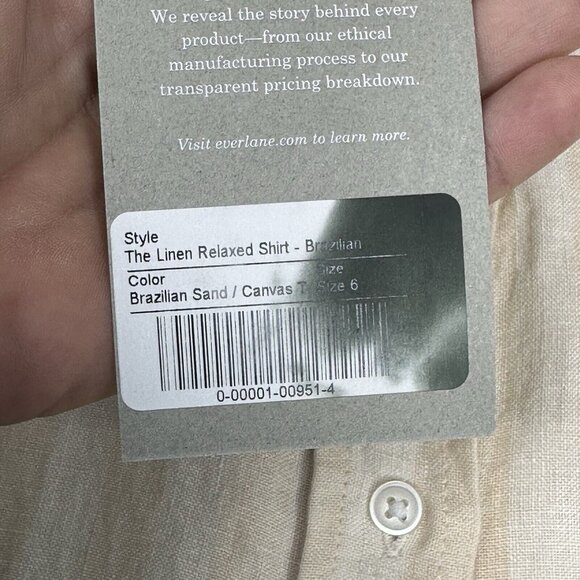 We reveal the story behind every
product—from our ethical
manufacturing process to our
transparent pricing breakdown.
Visit everlane.com to learn more.
Style
The Linen Relaxed Shirt - Brazilian
Color Size
Brazilian Sand / Canvas T Size 6
0-00001-00951-4